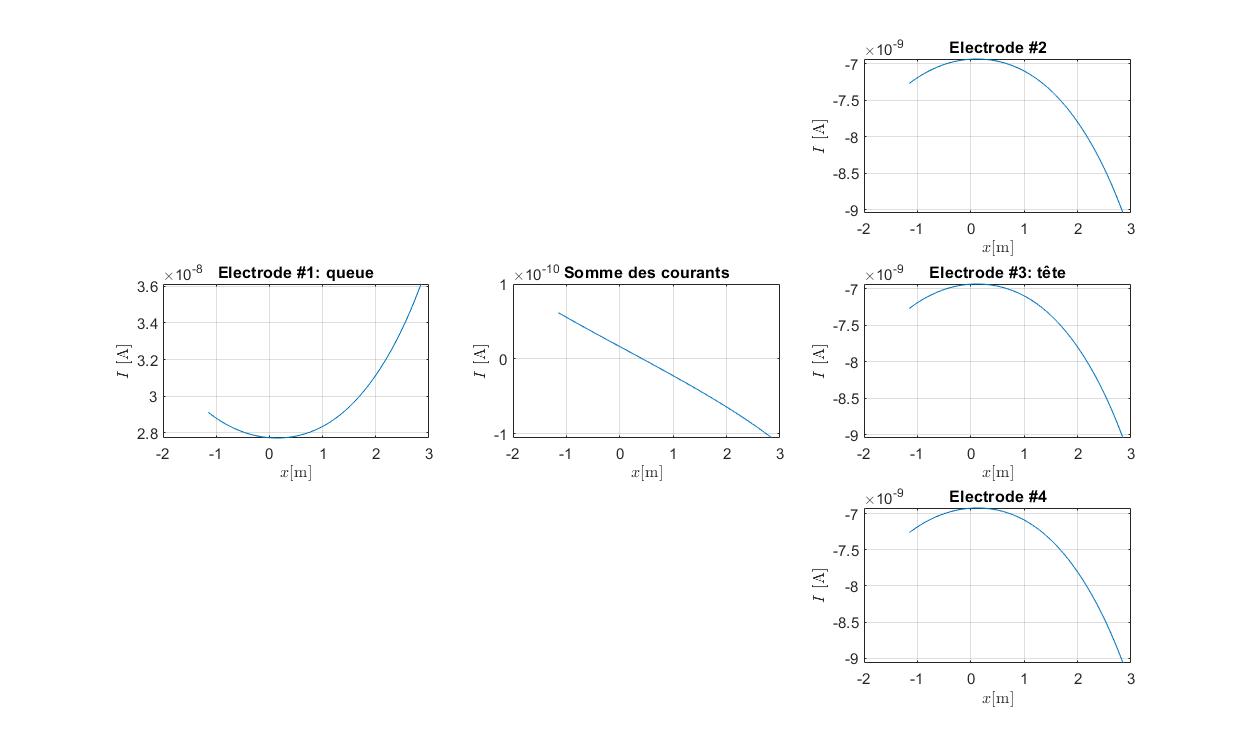 ×10-9 Electrode #2
-7
-7.5
-8
-8.5
-9
I [A]
-2 -1 0 1 2 3
x[m]
×10-8 Electrode #1: queue
3.6
3.4
3.2
3
2.8
I [A]
-2 -1 0 1 2 3
x[m]
×10-10 Somme des courants
1
0
-1
I [A]
-2 -1 0 1 2 3
x[m]
×10-9 Electrode #3: tête
-7
-7.5
-8
-8.5
-9
I [A]
-2 -1 0 1 2 3
x[m]
×10-9 Electrode #4
-7
-7.5
-8
-8.5
-9
I [A]
-2 -1 0 1 2 3
x[m]